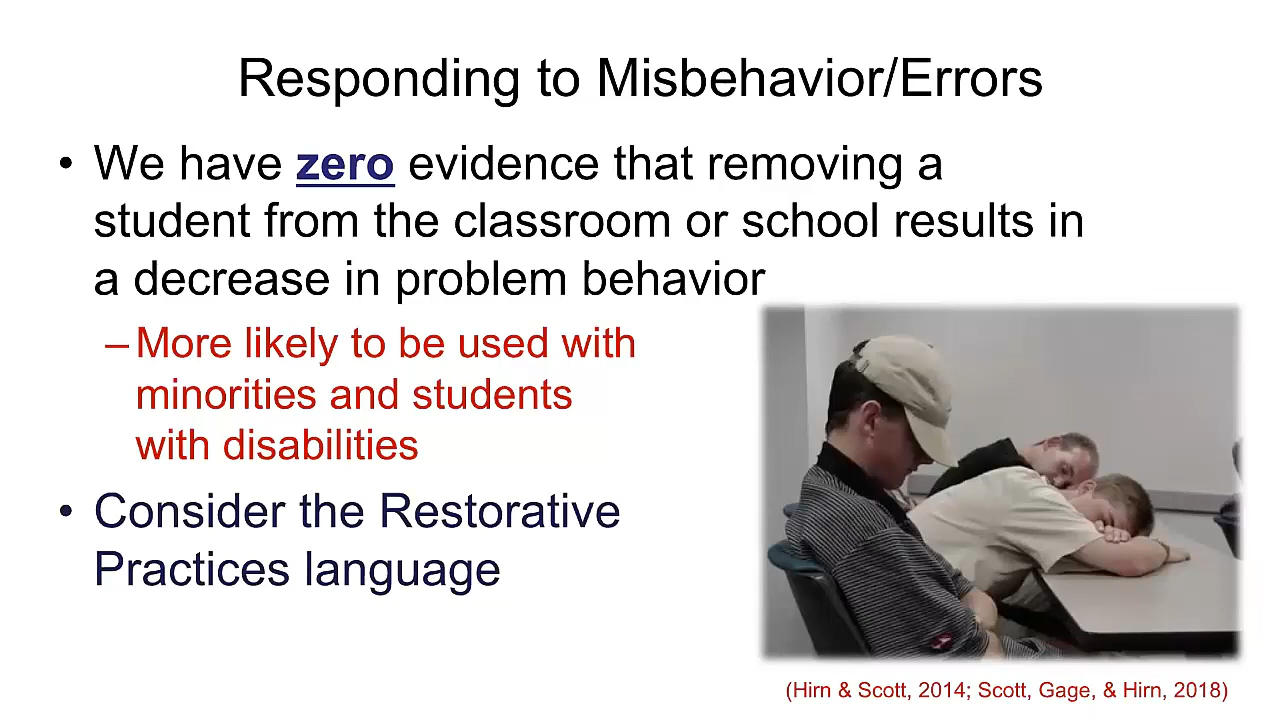 Responding to Misbehavior/Errors
• We have zero evidence that removing a
student from the classroom or school results in
a decrease in problem behavior
– More likely to be used with
minorities and students
with disabilities
• Consider the Restorative
Practices language
(Hirn & Scott, 2014; Scott, Gage, & Hirn, 2018)